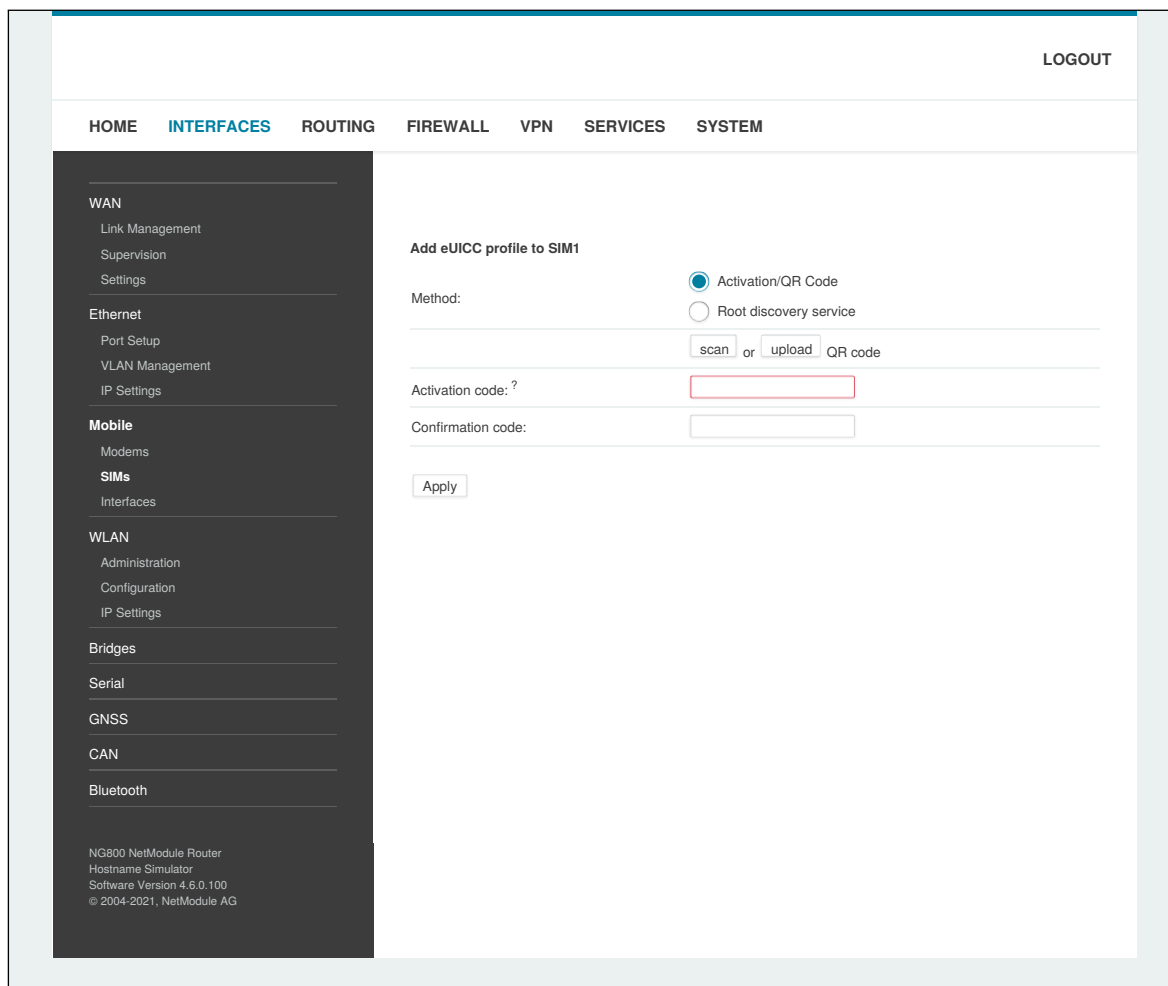 LOGOUT
HOME INTERFACES ROUTING FIREWALL VPN SERVICES SYSTEM
WAN
Link Management
Supervision
Settings
Ethernet
Port Setup
VLAN Management
IP Settings
Mobile
Modems
SIMs
Interfaces
WLAN
Administration
Configuration
IP Settings
Bridges
Serial
GNSS
CAN
Bluetooth
NG800 NetModule Router
Hostname Simulator
Software Version 4.6.0.100
© 2004-2021, NetModule AG
Add eUICC profile to SIM1
Method:
Activation/QR Code
Root discovery service
scan or upload QR code
Activation code: ?
Confirmation code:
Apply